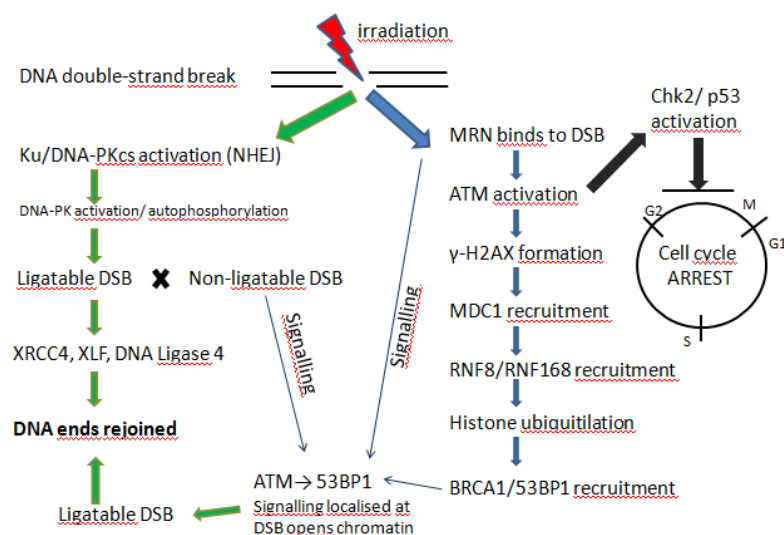 irradiation
DNA double-strand break
Chk2/ p53
activation
MRN binds to DSB
Ku/DNA-PKcs activation (NHEJ)
ATM activation
DNA-PK activation/ autophosphorylation
G2
M
G1
Cell cycle
ARREST
S
γ-H2AX formation
Ligatable DSB
Non-ligatable DSB
MDC1 recruitment
Signalling
Signalling
XRCC4, XLF, DNA Ligase 4
RNF8/RNF168 recruitment
DNA ends rejoined
Histone ubiquitilation
ATM→ 53BP1
BRCA1/53BP1 recruitment
Signalling localised at
DSB opens chromatin
Ligatable DSB